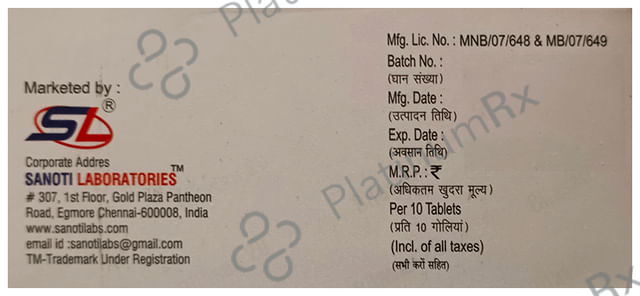 Marketed by :
SL®
Corporate Addres
SANOTI LABORATORIES™
# 307, 1st Floor, Gold Plaza Pantheon
Road, Egmore Chennai-600008, India
www.sanotilabs.com
email id :sanotilabs@gmail.com
TM-Trademark Under Registration
Mfg. Lic. No. : MNB/07/648 & MB/07/649
Batch No. :
(घान संख्या)
Mfg. Date :
(उत्पादन तिथि)
Exp. Date :
(अवसान तिथि)
M.R.P. : ₹
(अधिकतम खुदरा मूल्य)
Per 10 Tablets
(प्रति 10 गोलियां)
(Incl. of all taxes)
(सभी करों सहित)
PlatinumRx
PlatinumRx